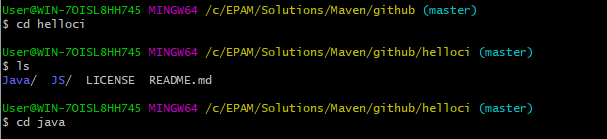 User@WIN-7OISL8HH745 MINGW64 /c/EPAM/Solutions/Maven/github (master)
$ cd helloci
User@WIN-7OISL8HH745 MINGW64 /c/EPAM/Solutions/Maven/github/helloci (master)
$ ls
Java/ JS/ LICENSE README.md
User@WIN-7OISL8HH745 MINGW64 /c/EPAM/Solutions/Maven/github/helloci (master)
$ cd java